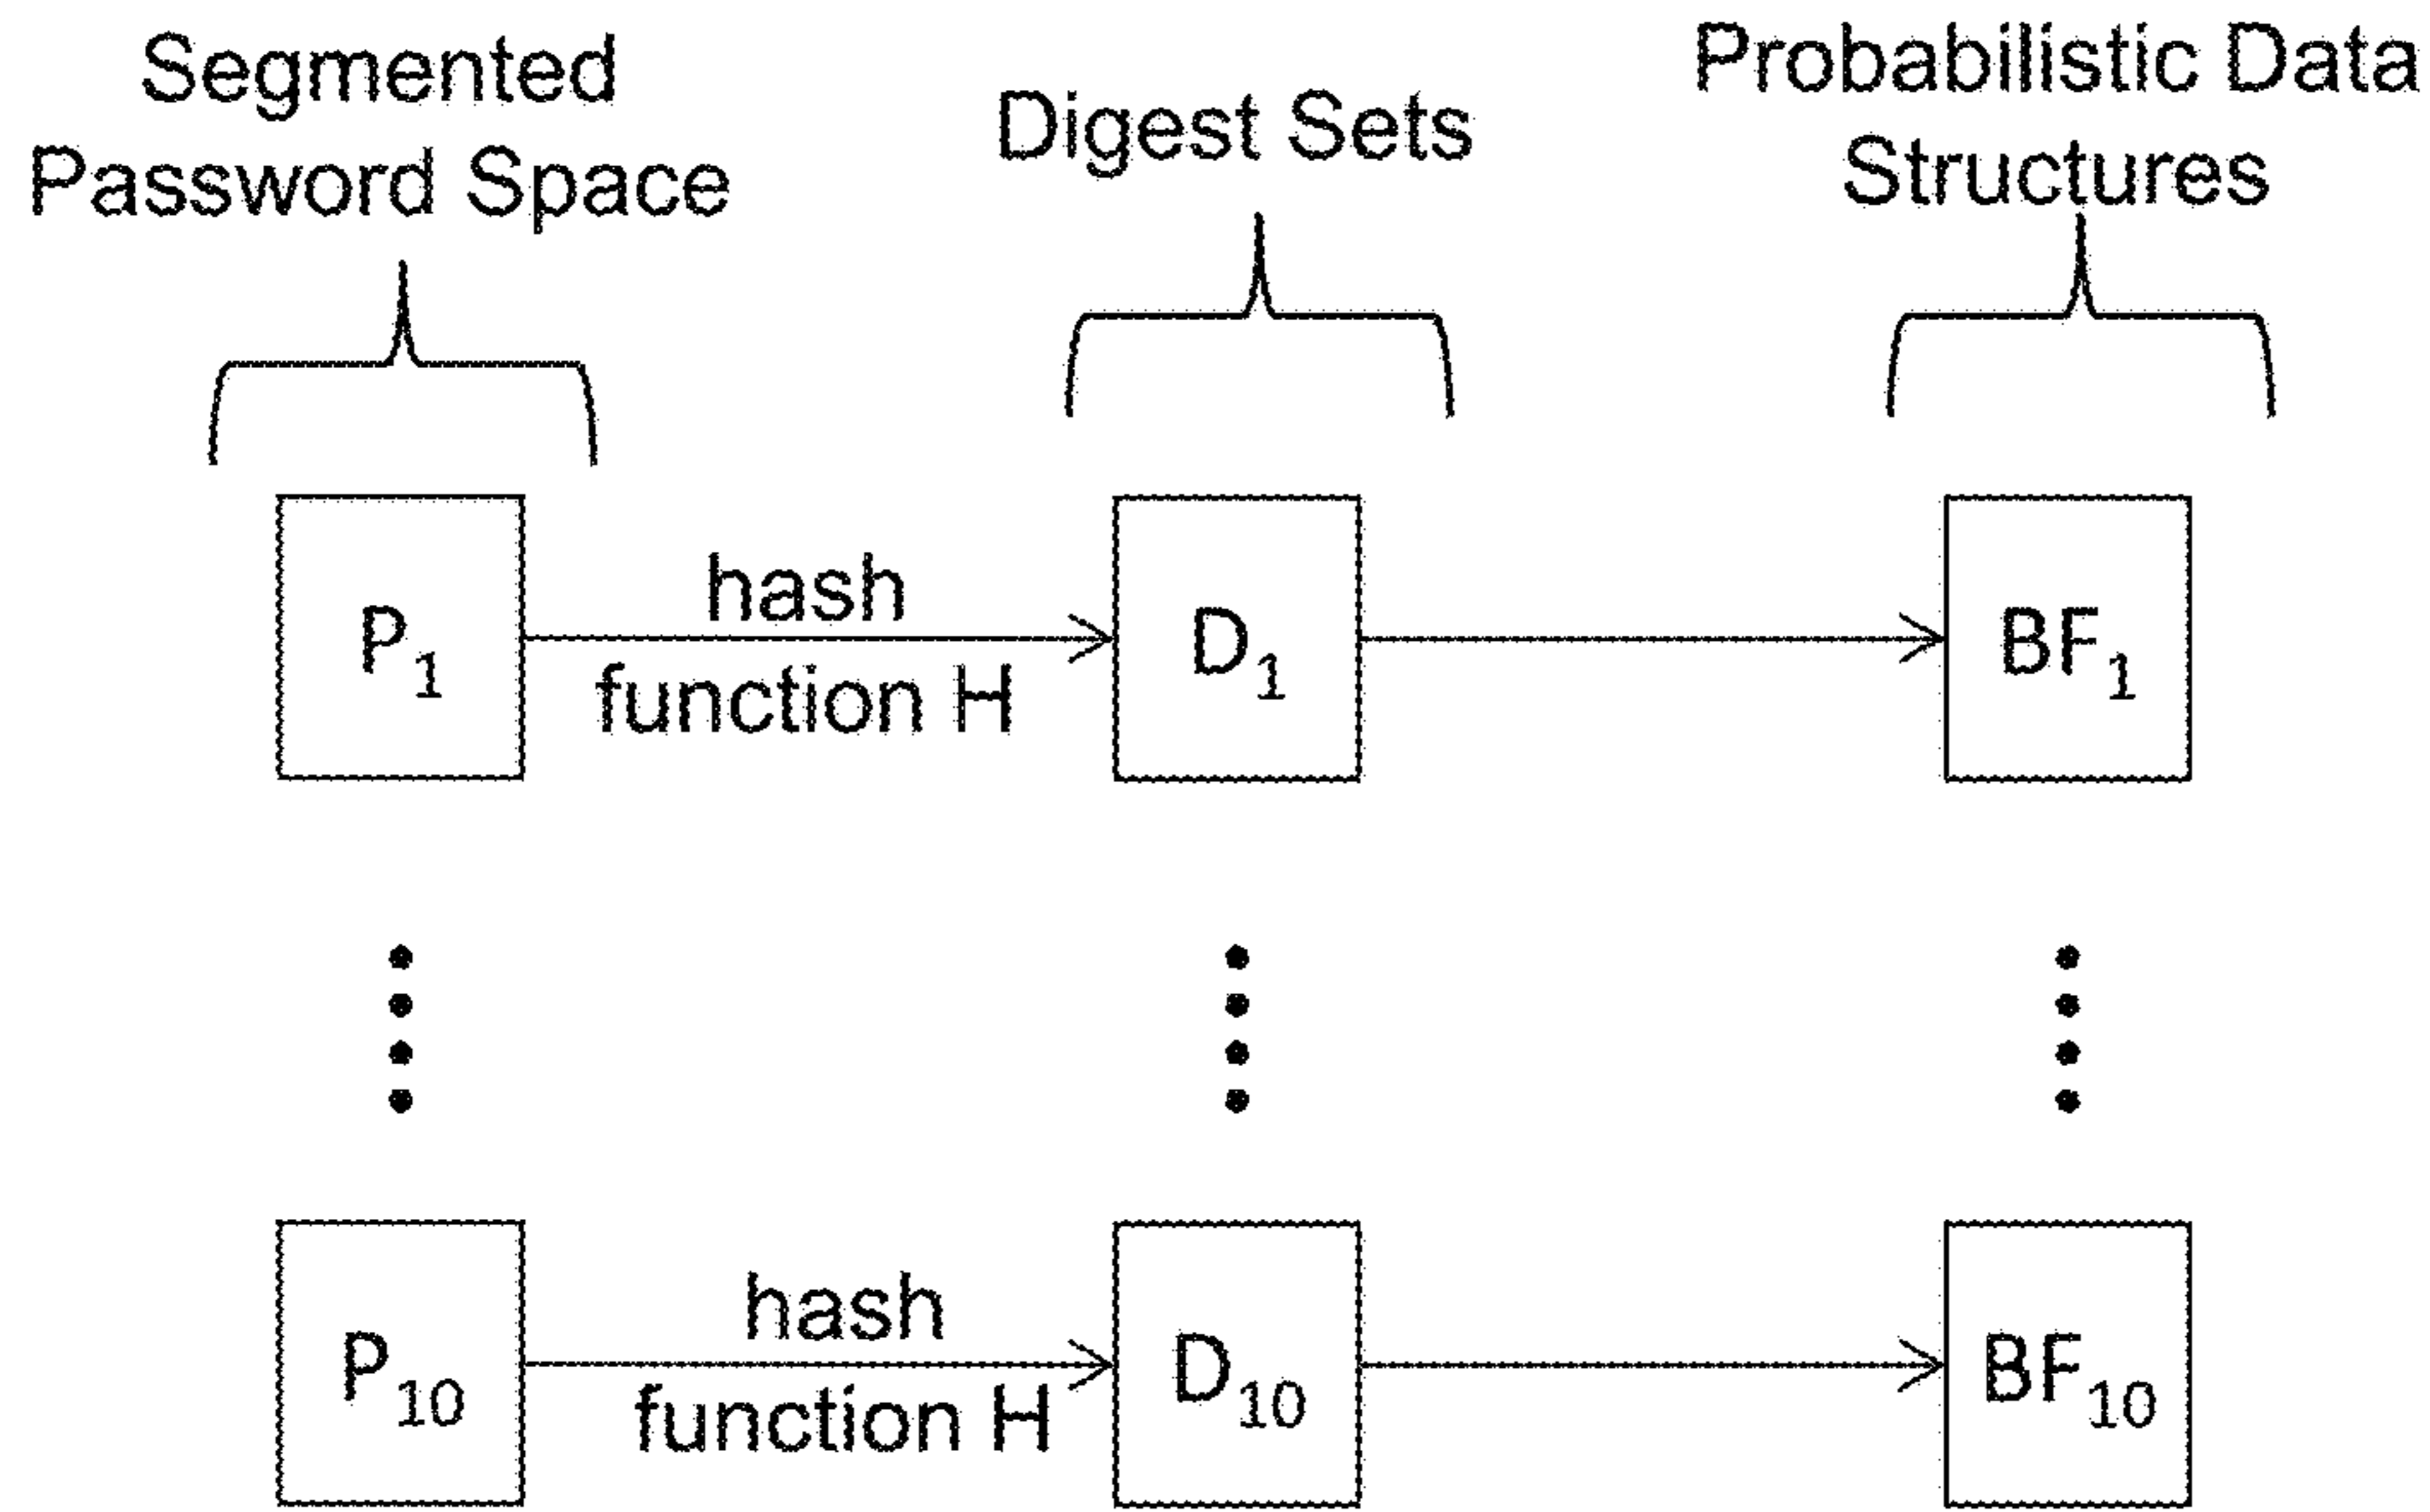 Segmented
Password Space
Digest Sets
Probabilistic Data
Structures
P₁
hash
function H
D₁
BF₁
P₁₀
hash
function H
D₁₀
BF₁₀